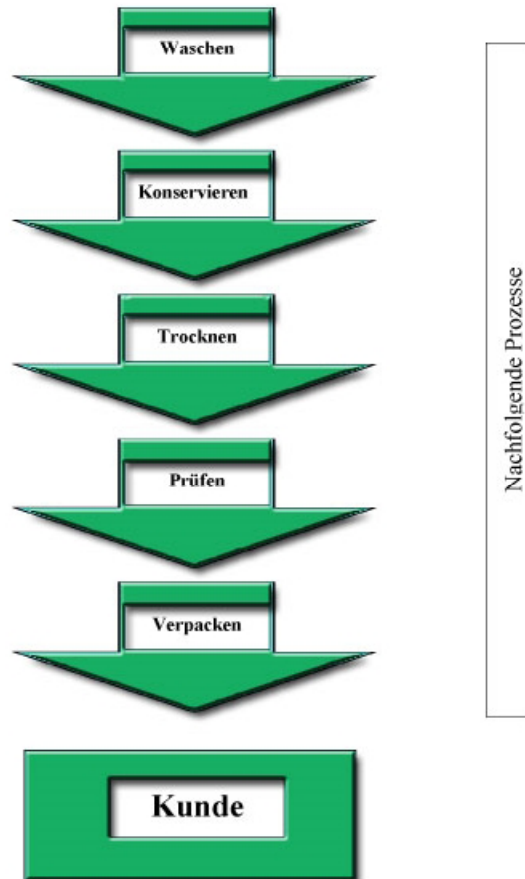 Waschen
Konservieren
Trocknen
Prüfen
Verpacken
Kunde
Nachfolgende Prozesse